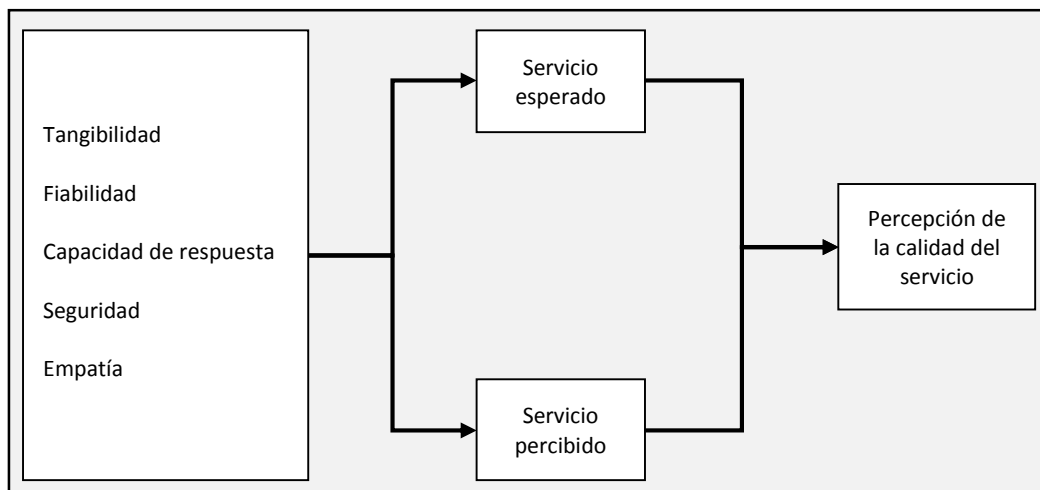 Tangibilidad
Fiabilidad
Capacidad de respuesta
Seguridad
Empatía
Servicio
esperado
Servicio
percibido
Percepción de
la calidad del
servicio